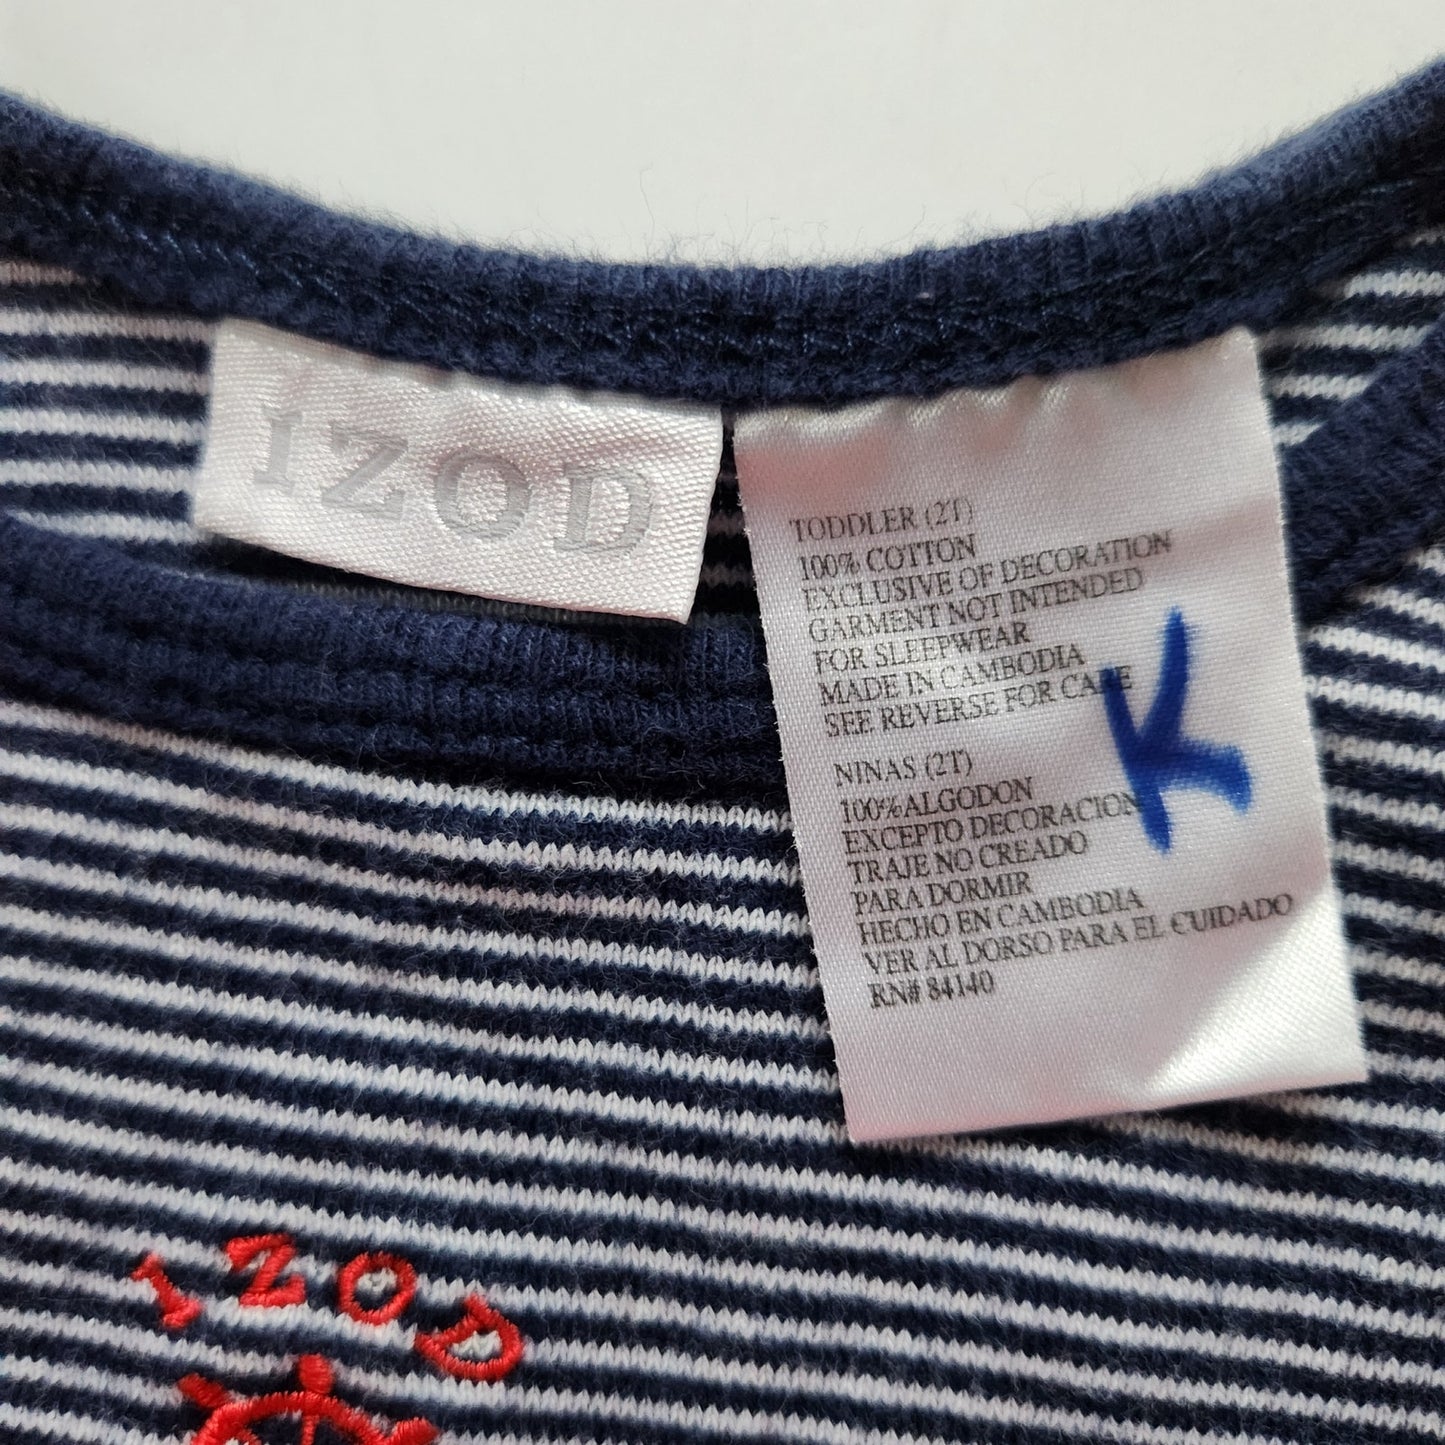 IZOD
TODDLER (2T)
100% COTTON
EXCLUSIVE OF DECORATION
GARMENT NOT INTENDED
FOR SLEEPWEAR
MADE IN CAMBODIA
SEE REVERSE FOR CARE
NINAS (2T)
100%ALGODON
EXCEPTO DECORACION
TRAJE NO CREADO
PARA DORMIR
HECHO EN CAMBODIA
VER AL DORSO PARA EL CUIDADO
RN# 84140
K
IZOD